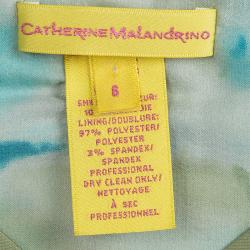 CATHERINE MALANDRINO
6
LINING/DOUBLURE:
97% POLYESTER/
POLYESTER
3% SPANDEX/
SPANDEX
PROFESSIONAL
DRY CLEAN ONLY/
NETTOYAGE
À SEC
PROFESSIONNEL